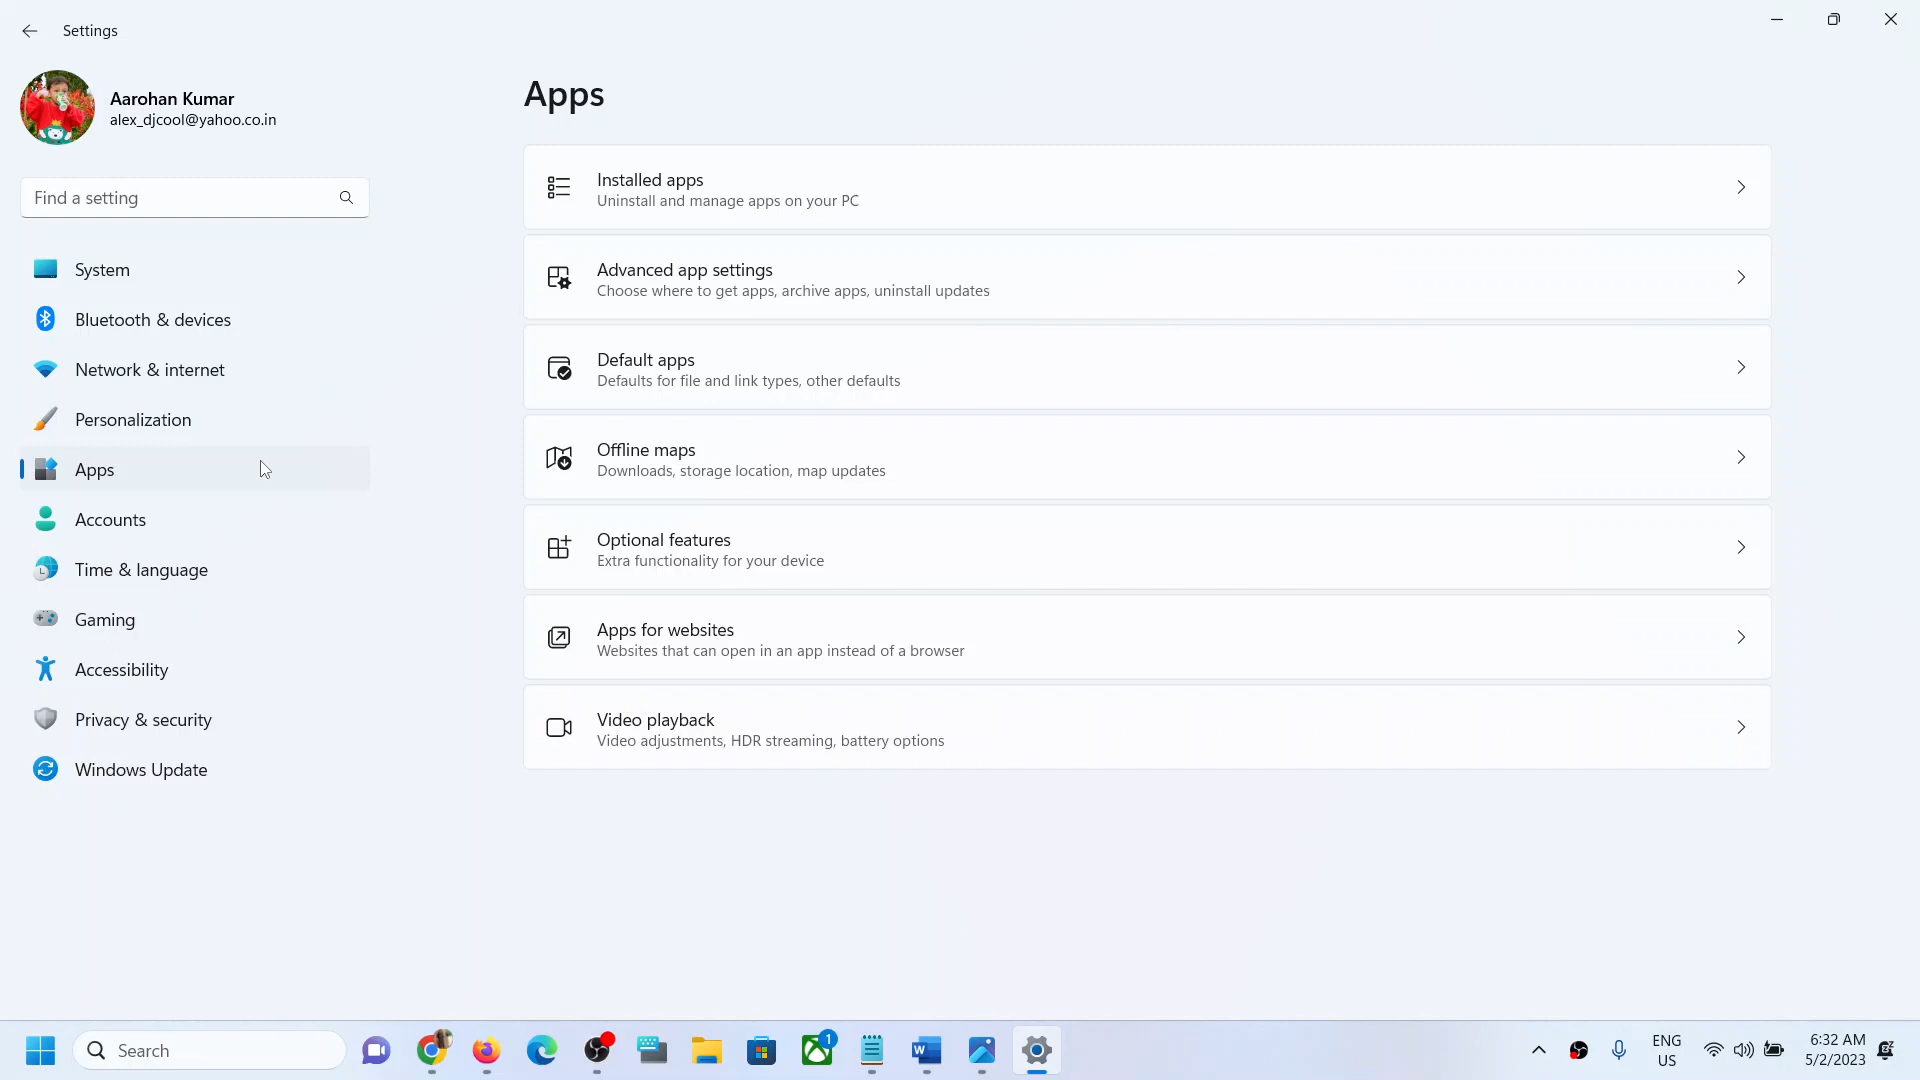 Settings
Aarohan Kumar
alex_djcool@yahoo.co.in
Find a setting
System
Bluetooth & devices
Network & internet
Personalization
Apps
Accounts
Time & language
Gaming
Accessibility
Privacy & security
Windows Update
Apps
Installed apps
Uninstall and manage apps on your PC
Advanced app settings
Choose where to get apps, archive apps, uninstall updates
Default apps
Defaults for file and link types, other defaults
Offline maps
Downloads, storage location, map updates
Optional features
Extra functionality for your device
Apps for websites
Websites that can open in an app instead of a browser
Video playback
Video adjustments, HDR streaming, battery options
Search
1
W
ENG
US
6:32 AM
5/2/2023